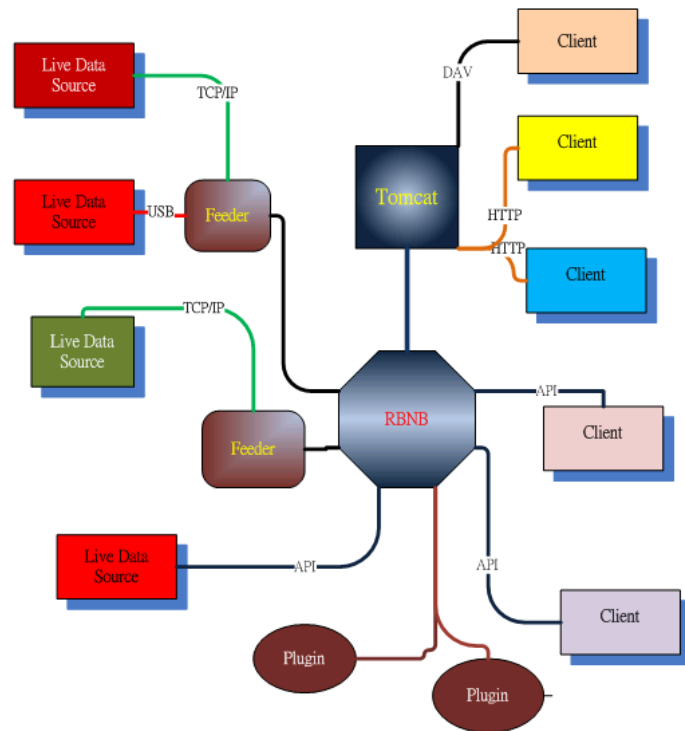 Live Data
Source
TCP/IP
DAV
Client
Client
Live Data
Source
USB
Feeder
Tomcat
HTTP
HTTP
Client
TCP/IP
Live Data
Source
RBNB
API
Client
Feeder
Live Data
Source
API
API
Client
Plugin
Plugin